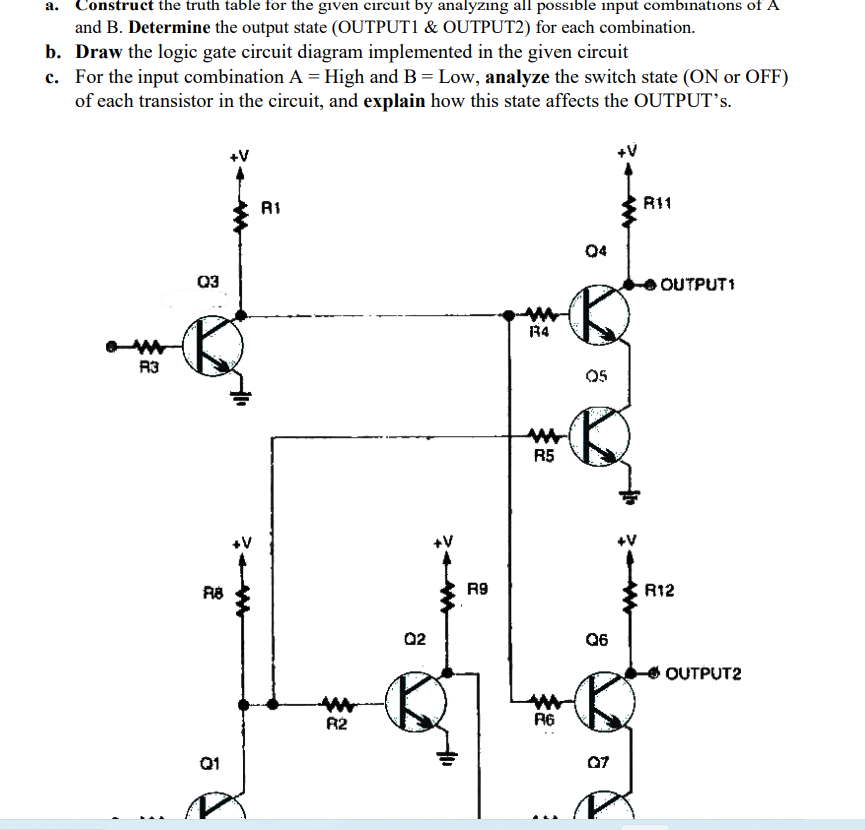 a. Construct the truth table for the given circuit by analyzing all possible input combinations of A
and B. Determine the output state (OUTPUT1 & OUTPUT2) for each combination.
b. Draw the logic gate circuit diagram implemented in the given circuit
c. For the input combination A = High and B = Low, analyze the switch state (ON or OFF)
of each transistor in the circuit, and explain how this state affects the OUTPUT's.
+V
+V
R1
R11
Q4
Q3
OUTPUT1
R4
R3
Q5
R5
+V
+V
+V
R8
R9
R12
Q2
Q6
OUTPUT2
R2
R6
Q1
Q7